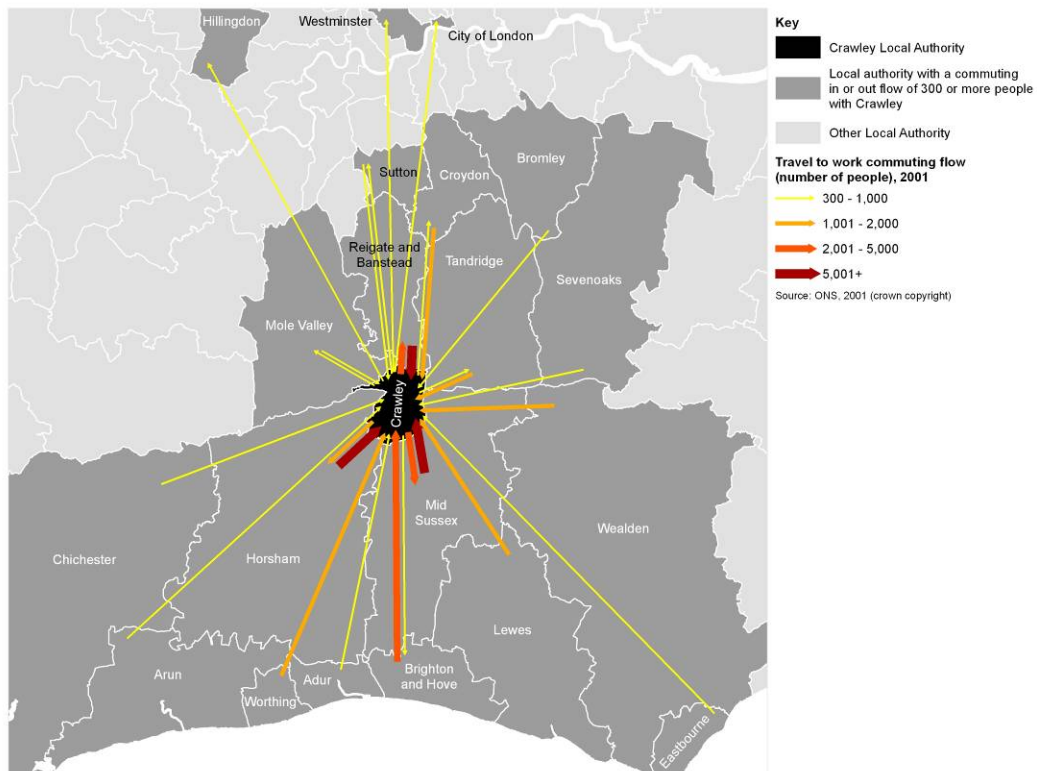 Hillingdon
Westminster
City of London
Sutton
Croydon
Bromley
Reigate and
Banstead
Tandridge
Sevenoaks
Mole Valley
Crawley
Mid
Sussex
Wealden
Chichester
Horsham
Lewes
Arun
Adur
Brighton
and Hove
Worthing
Eastbourne
Key
Crawley Local Authority
Local authority with a commuting
in or out flow of 300 or more people
with Crawley
Other Local Authority
Travel to work commuting flow
(number of people), 2001
300 - 1,000
1,001 - 2,000
2,001 - 5,000
5,001+
Source: ONS, 2001 (crown copyright)